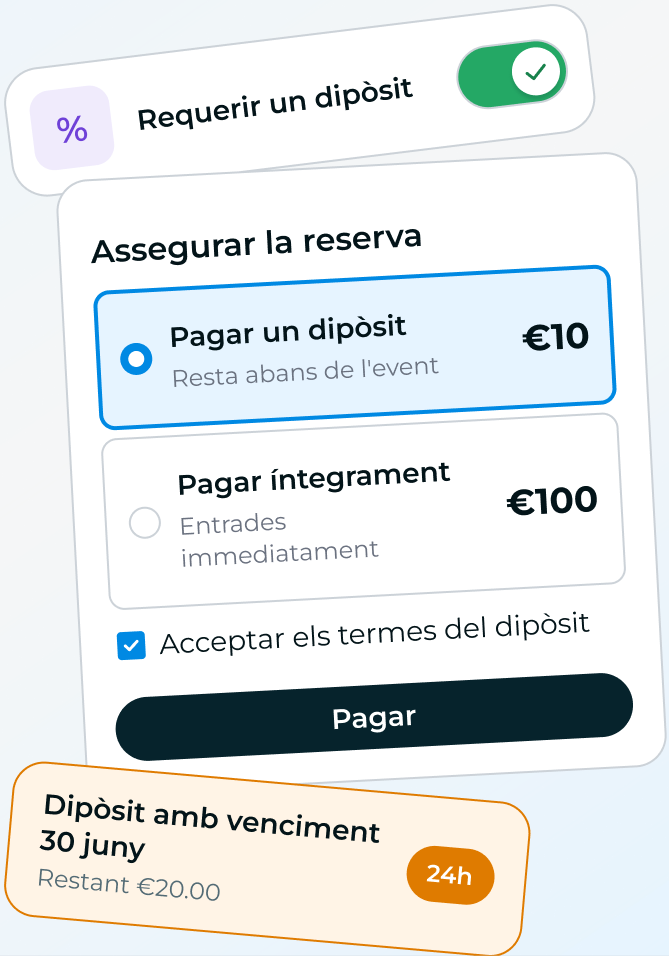 %
Requerir un dipòsit
Assegurar la reserva
Pagar un dipòsit
€10
Resta abans de l'event
Pagar íntegrament
€100
Entrades
immediatament
Acceptar els termes del dipòsit
Pagar
Dipòsit amb venciment
30 juny
24h
Restant €20.00